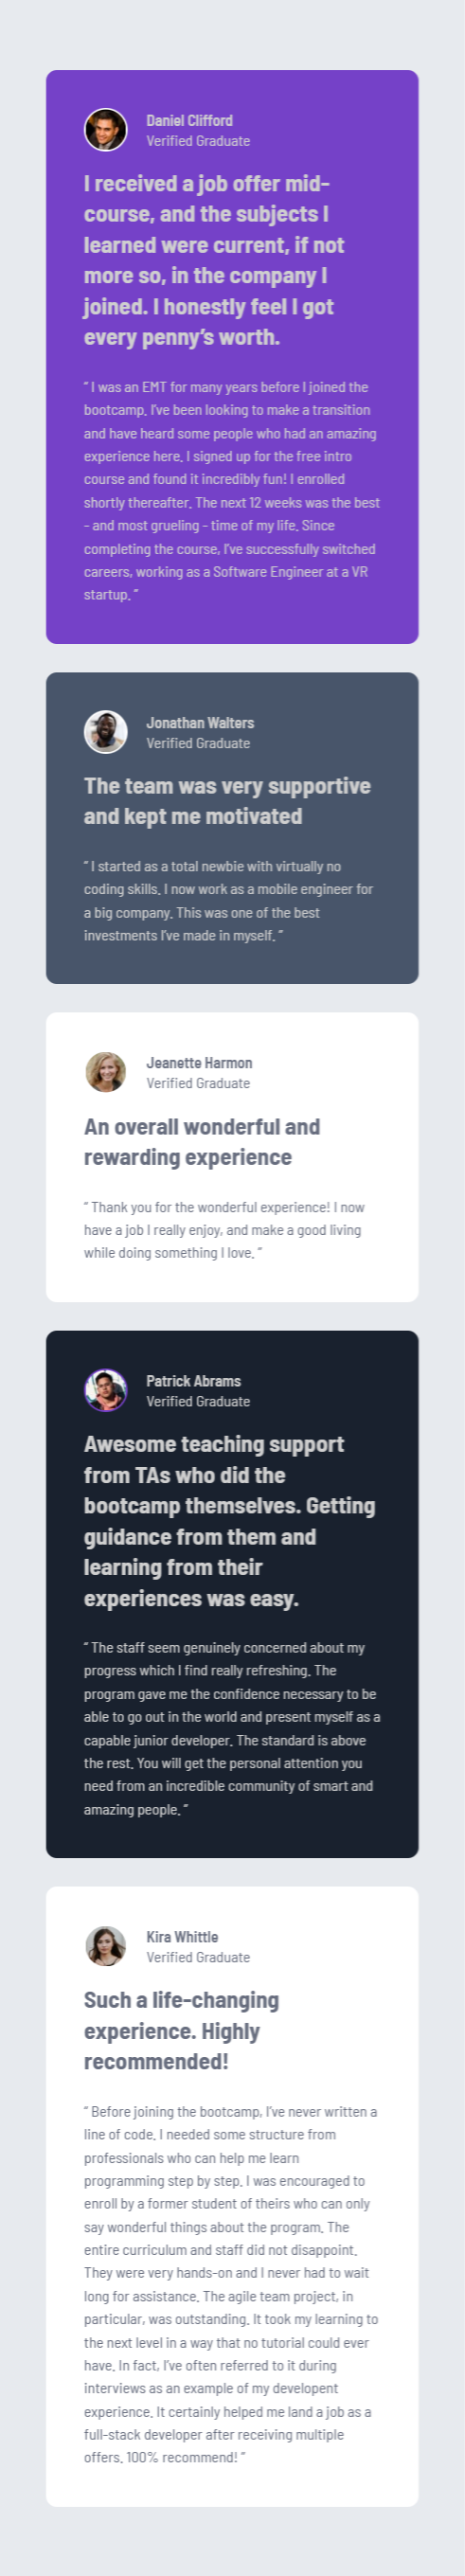 Daniel Clifford
Verified Graduate
I received a job offer mid-
course, and the subjects I
learned were current, if not
more so, in the company I
joined. I honestly feel I got
every penny’s worth.
“ I was an EMT for many years before I joined the
bootcamp. I’ve been looking to make a transition
and have heard some people who had an amazing
experience here. I signed up for the free intro
course and found it incredibly fun! I enrolled
shortly thereafter. The next 12 weeks was the best
- and most grueling - time of my life. Since
completing the course, I’ve successfully switched
careers, working as a Software Engineer at a VR
startup. ”
Jonathan Walters
Verified Graduate
The team was very supportive
and kept me motivated
“ I started as a total newbie with virtually no
coding skills. I now work as a mobile engineer for
a big company. This was one of the best
investments I’ve made in myself. ”
Jeanette Harmon
Verified Graduate
An overall wonderful and
rewarding experience
“ Thank you for the wonderful experience! I now
have a job I really enjoy, and make a good living
while doing something I love. ”
Patrick Abrams
Verified Graduate
Awesome teaching support
from TAs who did the
bootcamp themselves. Getting
guidance from them and
learning from their
experiences was easy.
“ The staff seem genuinely concerned about my
progress which I find really refreshing. The
program gave me the confidence necessary to be
able to go out in the world and present myself as a
capable junior developer. The standard is above
the rest. You will get the personal attention you
need from an incredible community of smart and
amazing people. ”
Kira Whittle
Verified Graduate
Such a life-changing
experience. Highly
recommended!
“ Before joining the bootcamp, I’ve never written a
line of code. I needed some structure from
professionals who can help me learn
programming step by step. I was encouraged to
enroll by a former student of theirs who can only
say wonderful things about the program. The
entire curriculum and staff did not disappoint.
They were very hands-on and I never had to wait
long for assistance. The agile team project, in
particular, was outstanding. It took my learning to
the next level in a way that no tutorial could ever
have. In fact, I’ve often referred to it during
interviews as an example of my developent
experience. It certainly helped me land a job as a
full-stack developer after receiving multiple
offers. 100% recommend! ”